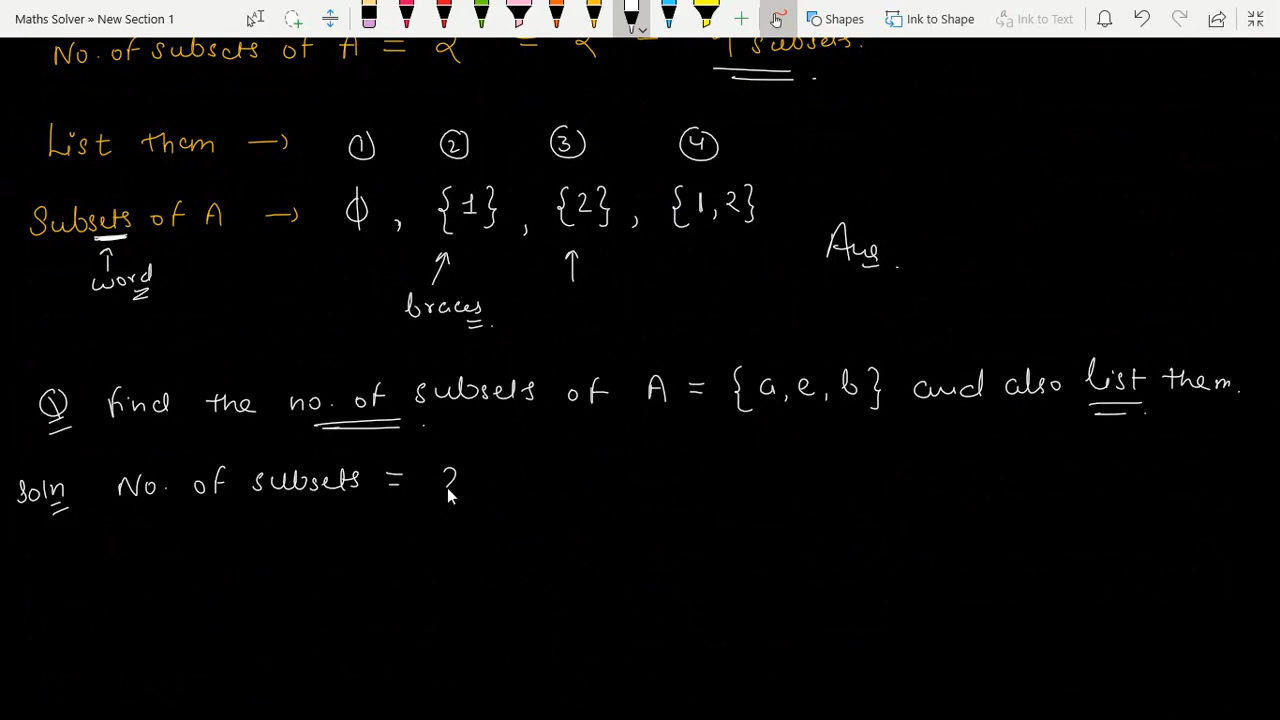 Maths Solver » New Section 1
Shapes
Ink to Shape
Ink to Text
No. of subsets of A = 2 = 2 = 4 subsets.
List them → ① ② ③ ④
Subsets of A → ϕ, {1}, {2}, {1,2}
word
braces.
Ans.
Q find the no. of subsets of A = {a, e, b} and also list them.
Soln No. of subsets = ?